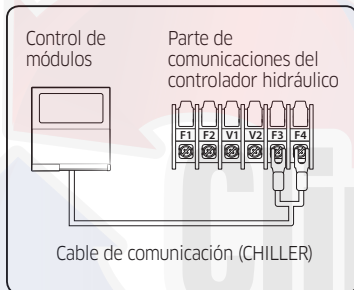 Control de
módulos
Parte de
comunicaciones del
controlador hidráulico
F1 F2 V1 V2 F3 F4
Cable de comunicación (CHILLER)